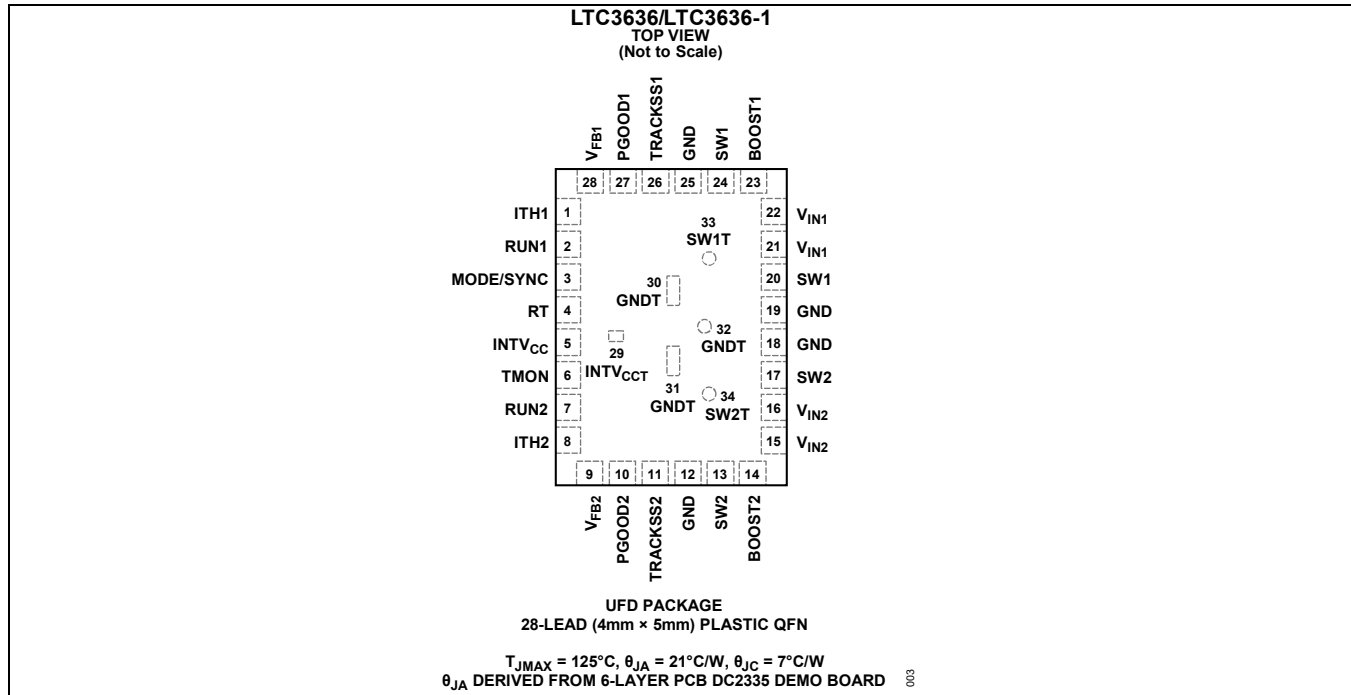 LTC3636/LTC3636-1
TOP VIEW
(Not to Scale)
VFB1
PGOOD1
TRACKSS1
GND
SW1
BOOST1
28 27 26 25 24 23
ITH1 1
RUN1 2
MODE/SYNC 3
RT 4
INTVCC 5
TMON 6
RUN2 7
ITH2 8
33
SW1T
30
GNDT
32
GNDT
29
INTVCCT
31
GNDT
34
SW2T
22 VIN1
21 VIN1
20 SW1
19 GND
18 GND
17 SW2
16 VIN2
15 VIN2
9 10 11 12 13 14
VFB2
PGOOD2
TRACKSS2
GND
SW2
BOOST2
UFD PACKAGE
28-LEAD (4mm × 5mm) PLASTIC QFN
TJMAX = 125°C, θJA = 21°C/W, θJC = 7°C/W
θJA DERIVED FROM 6-LAYER PCB DC2335 DEMO BOARD
003